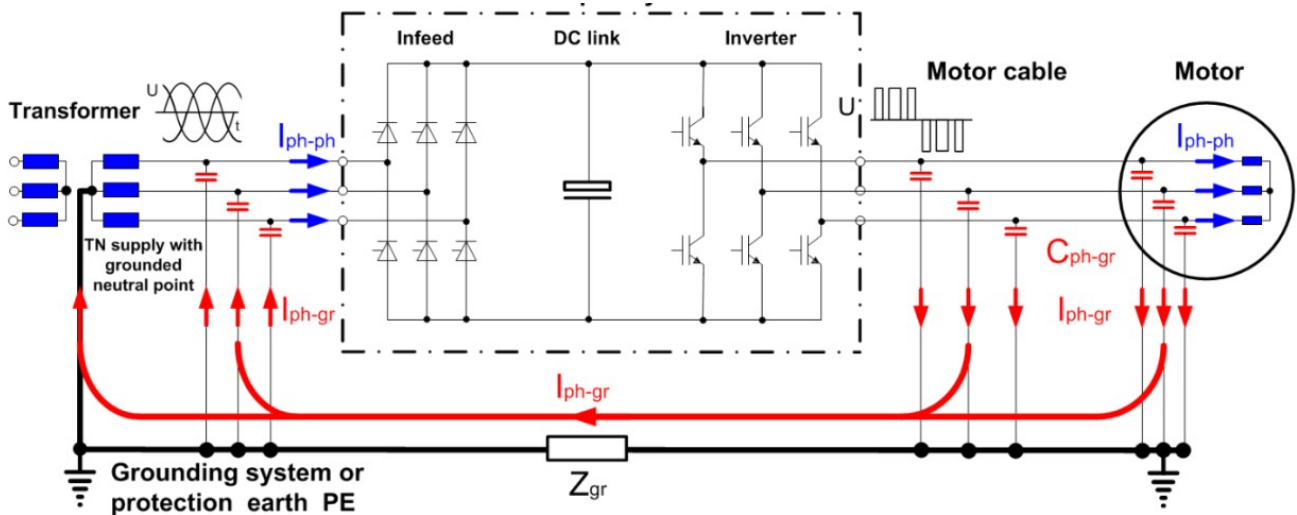 Infeed
DC link
Inverter
Transformer
U
t
Iph-ph
U
Motor cable
Motor
Iph-ph
TN supply with
grounded
neutral point
Iph-gr
Cph-gr
Iph-gr
Iph-gr
Grounding system or
protection earth PE
Zgr